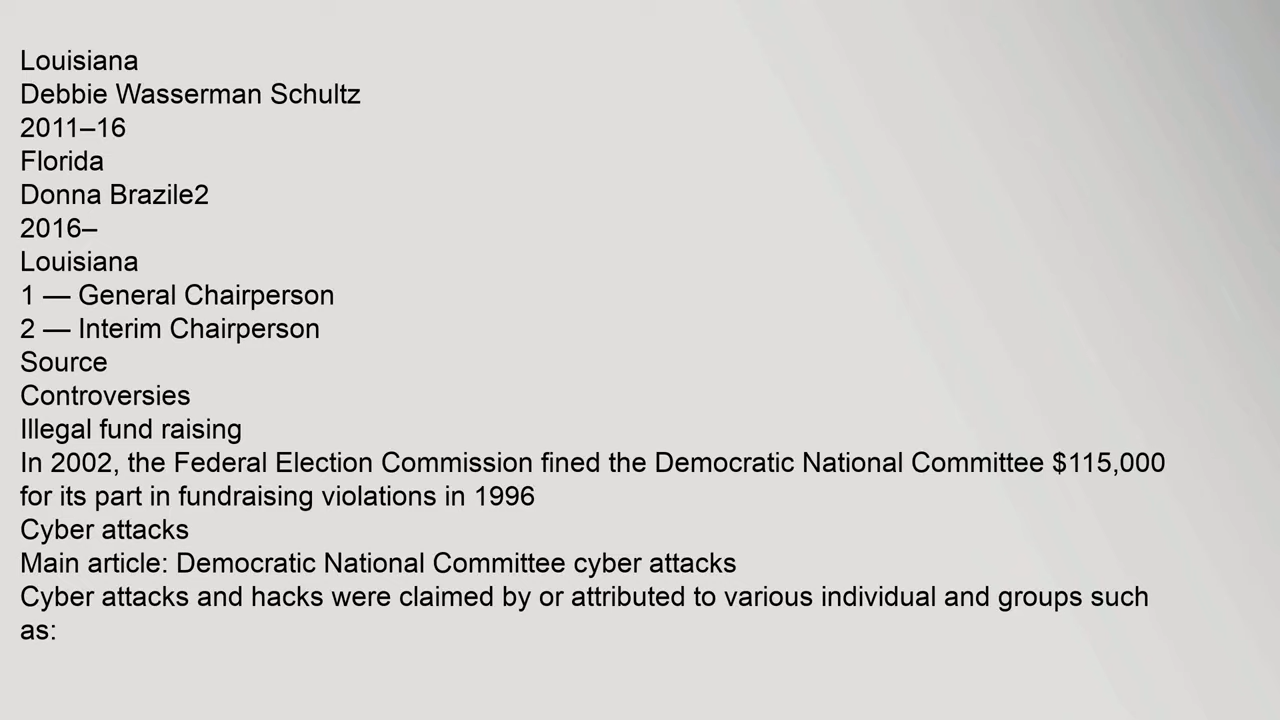 Louisiana
Debbie Wasserman Schultz
2011–16
Florida
Donna Brazile2
2016–
Louisiana
1 — General Chairperson
2 — Interim Chairperson
Source
Controversies
Illegal fund raising
In 2002, the Federal Election Commission fined the Democratic National Committee $115,000
for its part in fundraising violations in 1996
Cyber attacks
Main article: Democratic National Committee cyber attacks
Cyber attacks and hacks were claimed by or attributed to various individual and groups such
as: